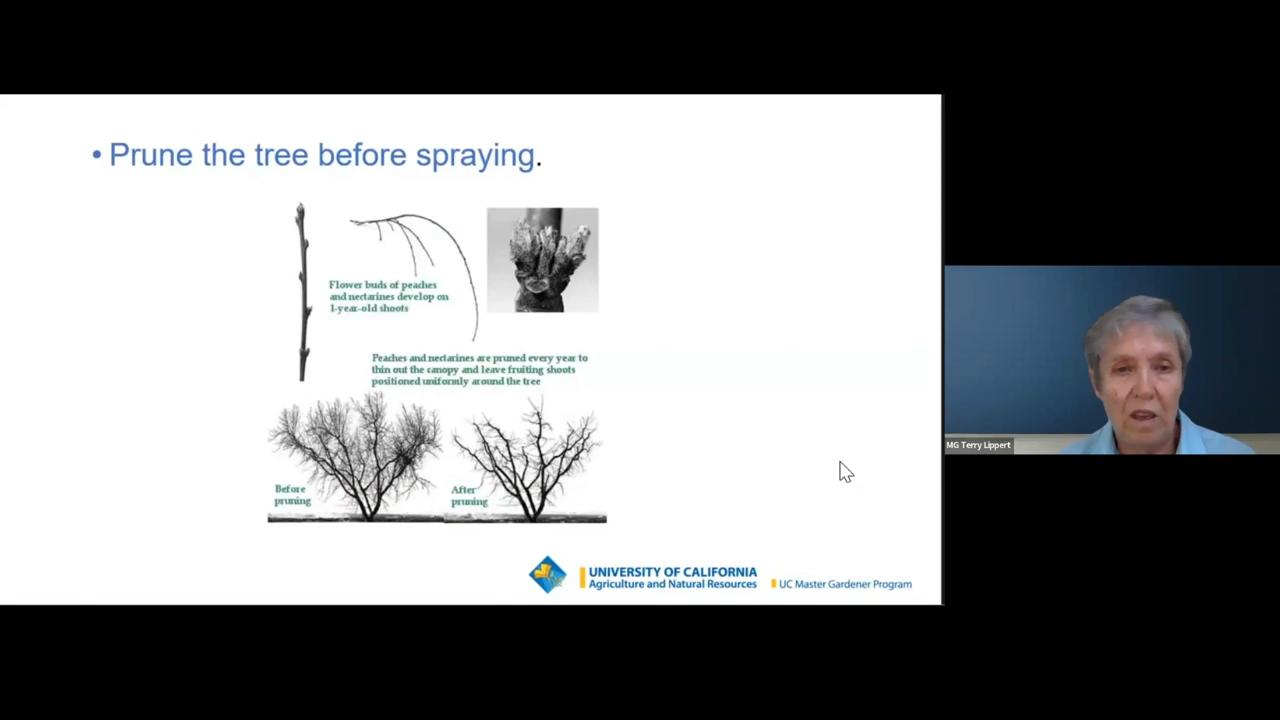 • Prune the tree before spraying.
Flower buds of peaches
and nectarines develop on
1-year-old shoots
Peaches and nectarines are pruned every year to
thin out the canopy and leave fruiting shoots
positioned uniformly around the tree
Before
pruning
After
pruning
UNIVERSITY OF CALIFORNIA
Agriculture and Natural Resources
UC Master Gardener Program
MG Terry Lippert